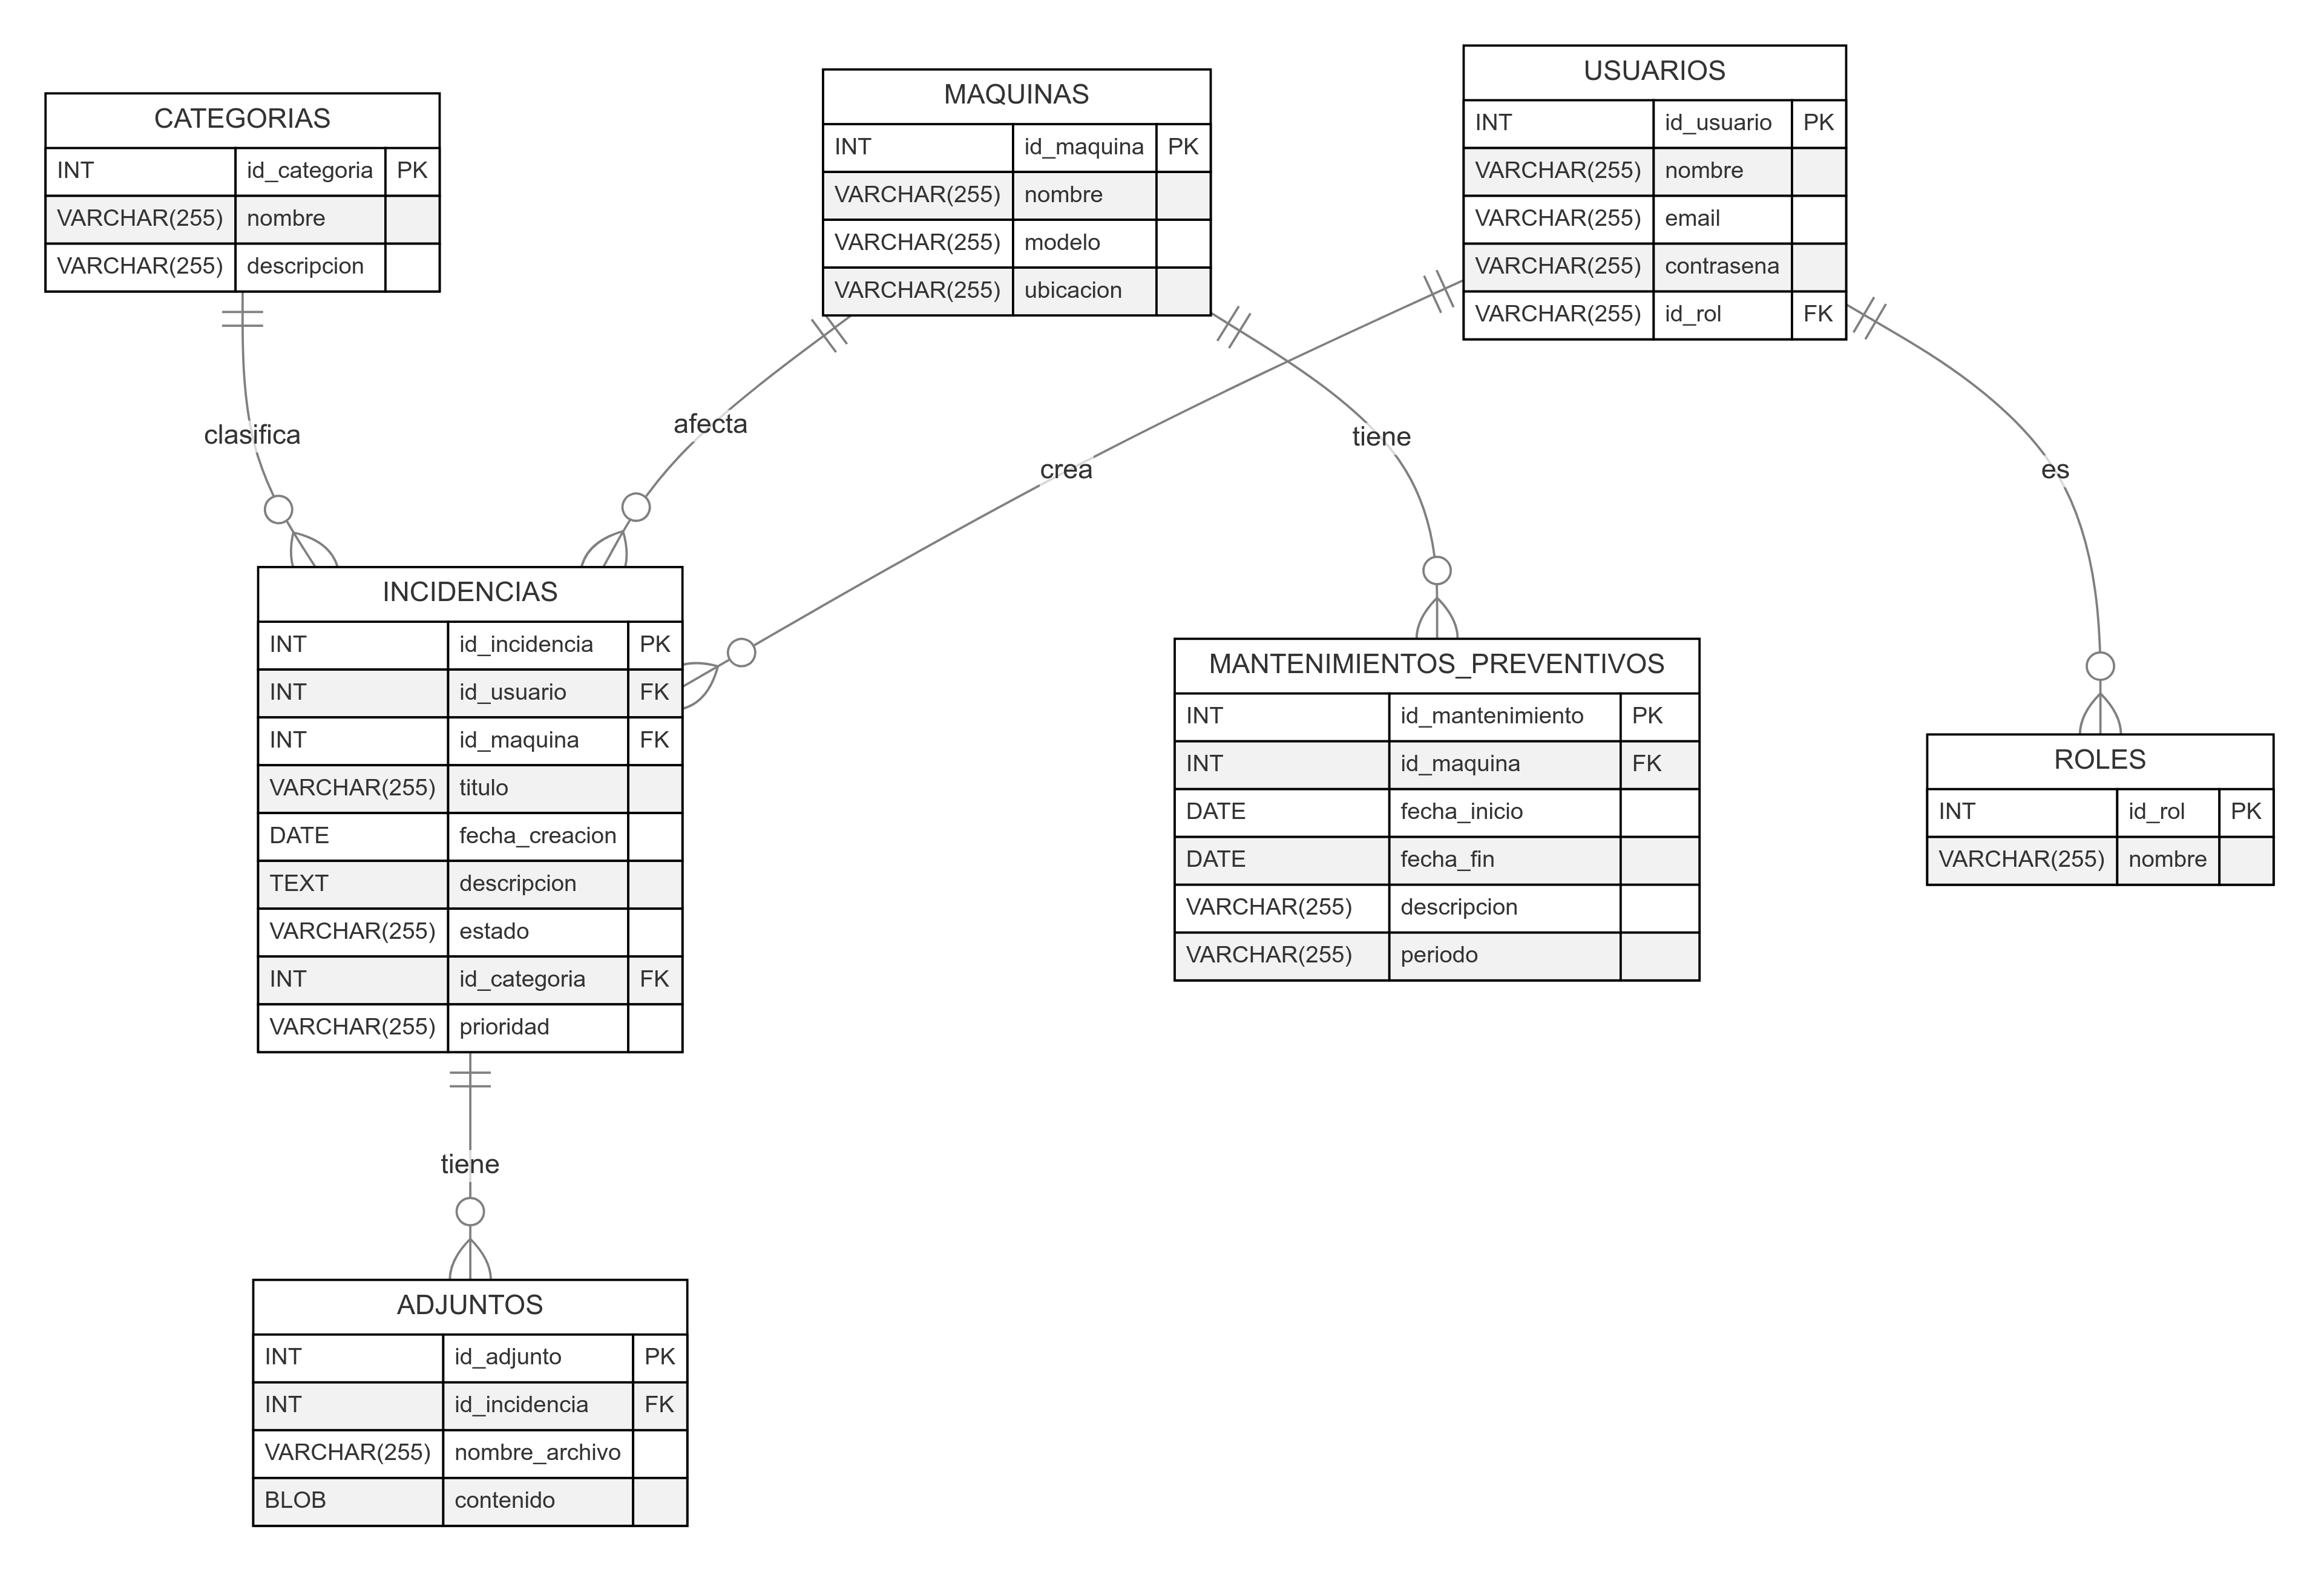 CATEGORIAS
INT id_categoria PK
VARCHAR(255) nombre
VARCHAR(255) descripcion
MAQUINAS
INT id_maquina PK
VARCHAR(255) nombre
VARCHAR(255) modelo
VARCHAR(255) ubicacion
USUARIOS
INT id_usuario PK
VARCHAR(255) nombre
VARCHAR(255) email
VARCHAR(255) contrasena
VARCHAR(255) id_rol FK
clasifica
afecta
crea
tiene
es
INCIDENCIAS
INT id_incidencia PK
INT id_usuario FK
INT id_maquina FK
VARCHAR(255) titulo
DATE fecha_creacion
TEXT descripcion
VARCHAR(255) estado
INT id_categoria FK
VARCHAR(255) prioridad
MANTENIMIENTOS_PREVENTIVOS
INT id_mantenimiento PK
INT id_maquina FK
DATE fecha_inicio
DATE fecha_fin
VARCHAR(255) descripcion
VARCHAR(255) periodo
ROLES
INT id_rol PK
VARCHAR(255) nombre
tiene
ADJUNTOS
INT id_adjunto PK
INT id_incidencia FK
VARCHAR(255) nombre_archivo
BLOB contenido